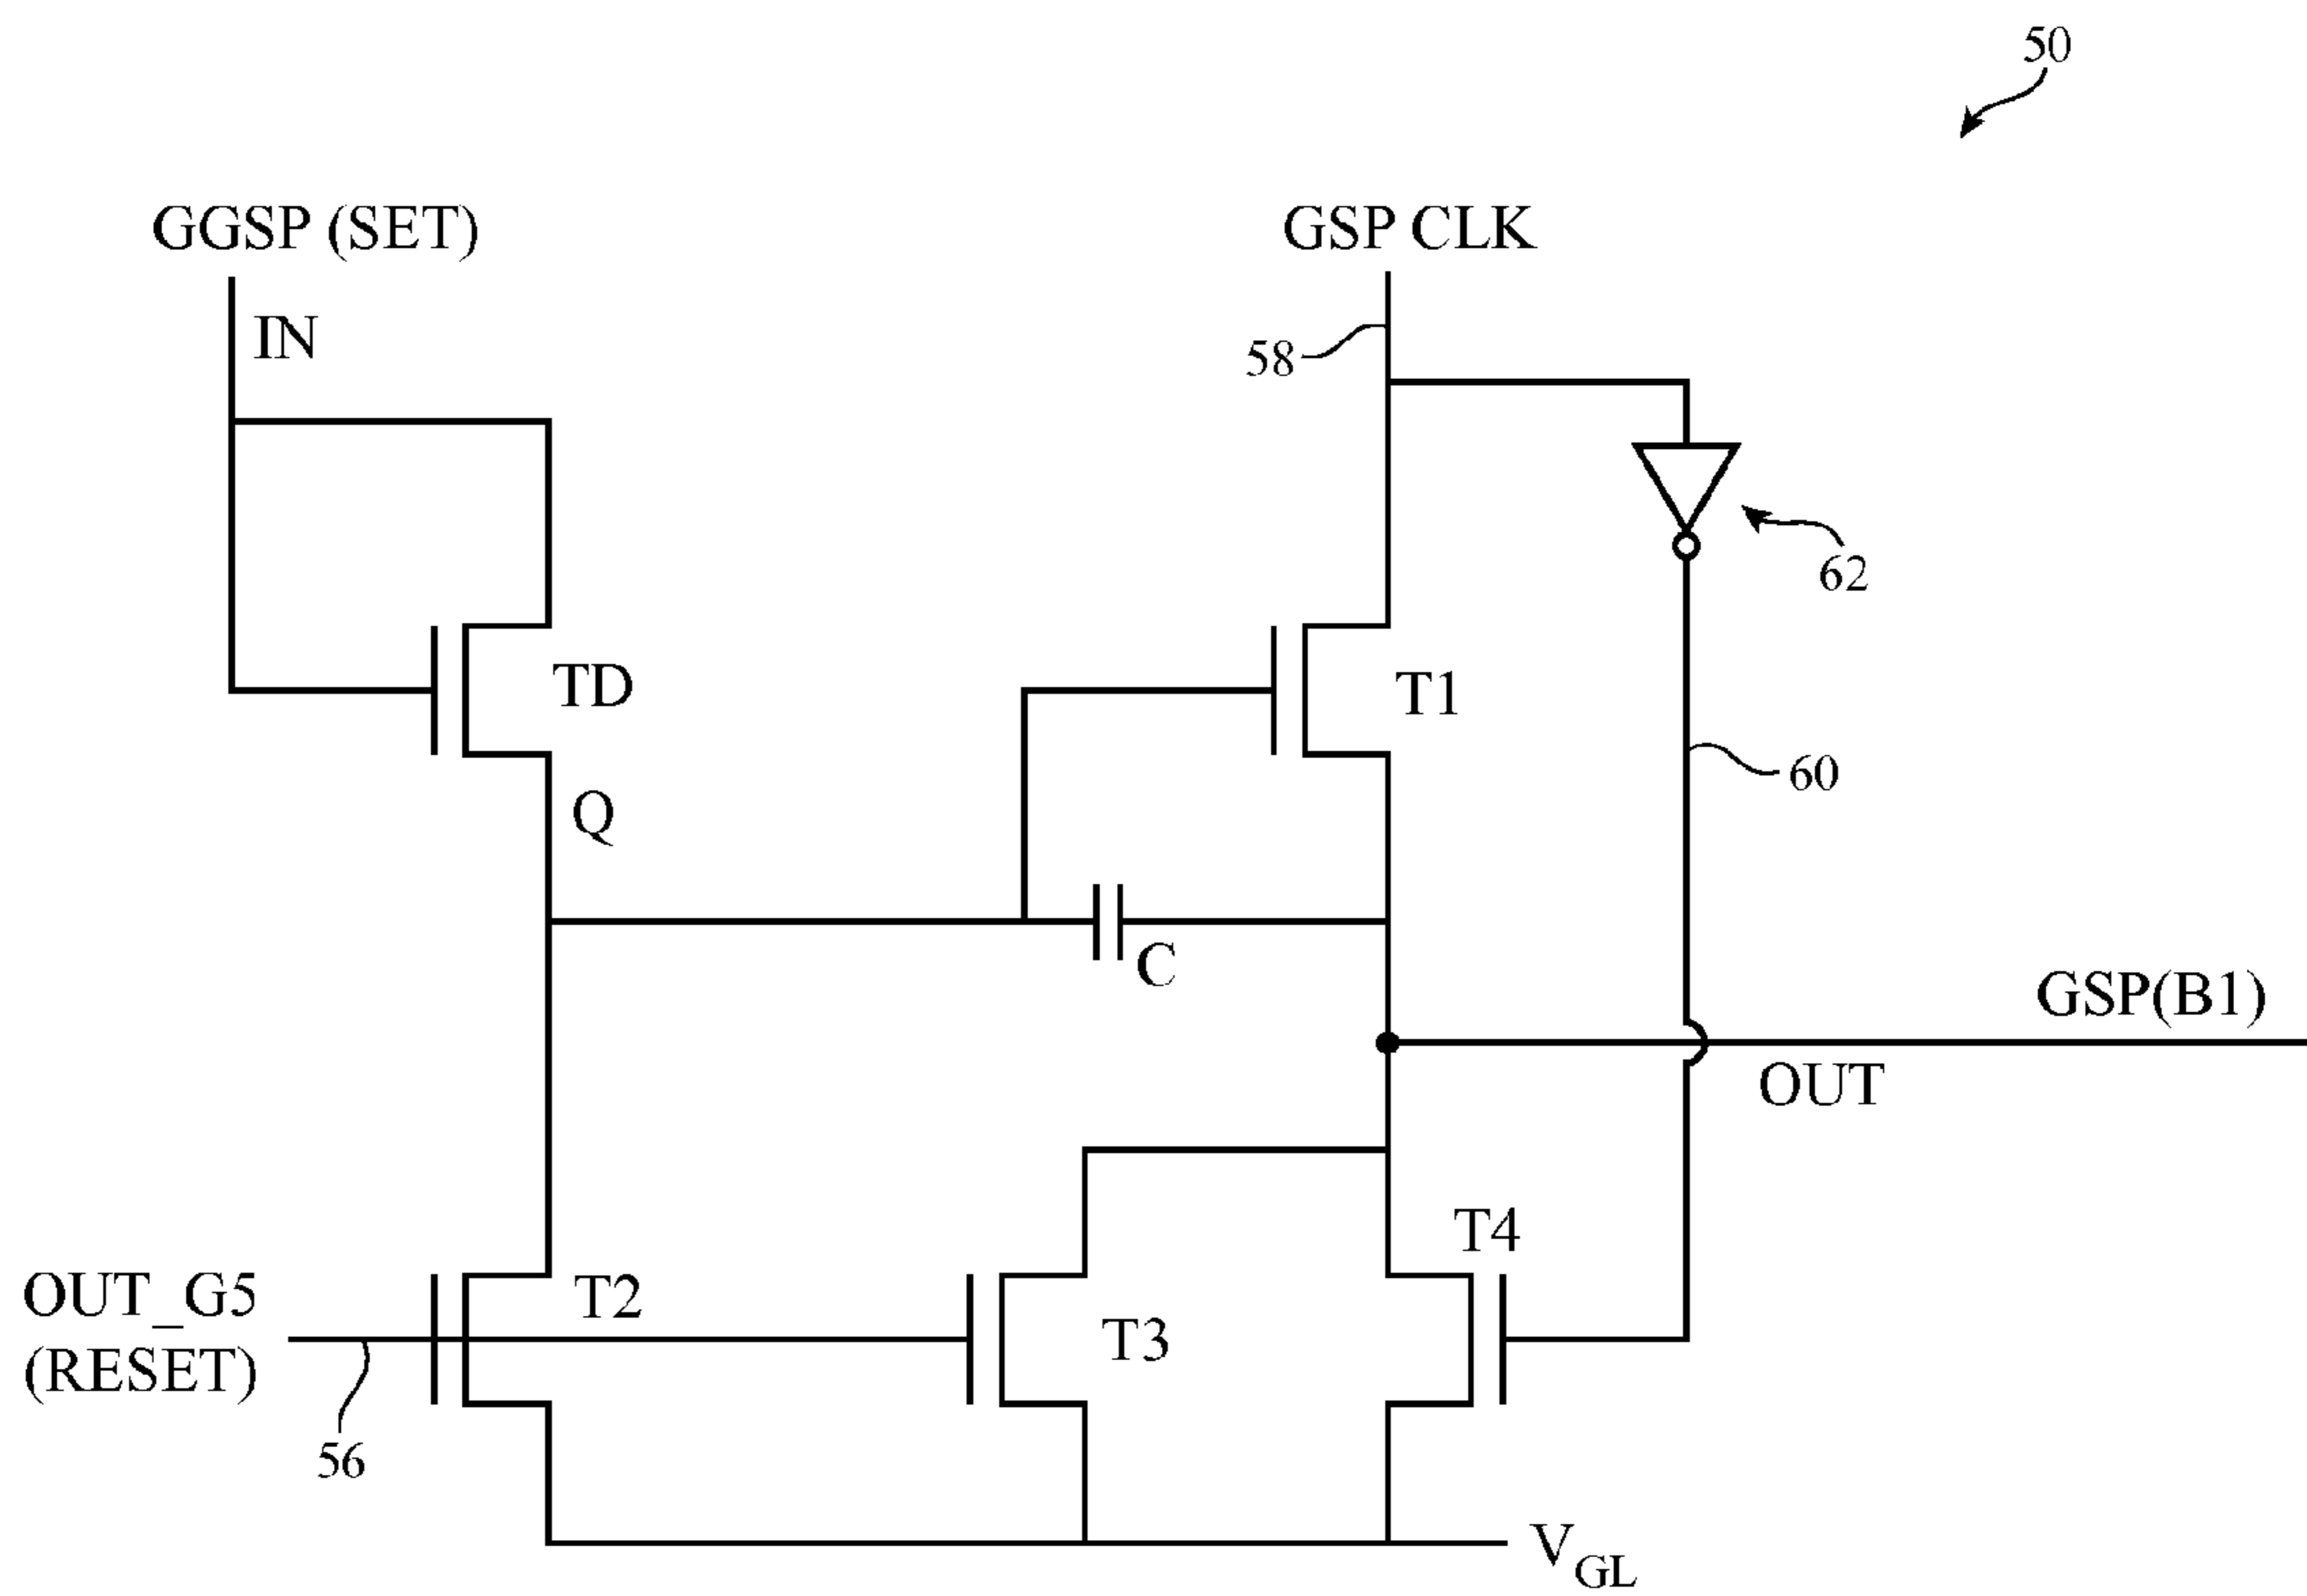 50
GGSP (SET)
GSP CLK
IN
58
62
TD
T1
60
Q
C
GSP(B1)
OUT
T4
OUT_G5
(RESET)
T2
T3
56
VGL